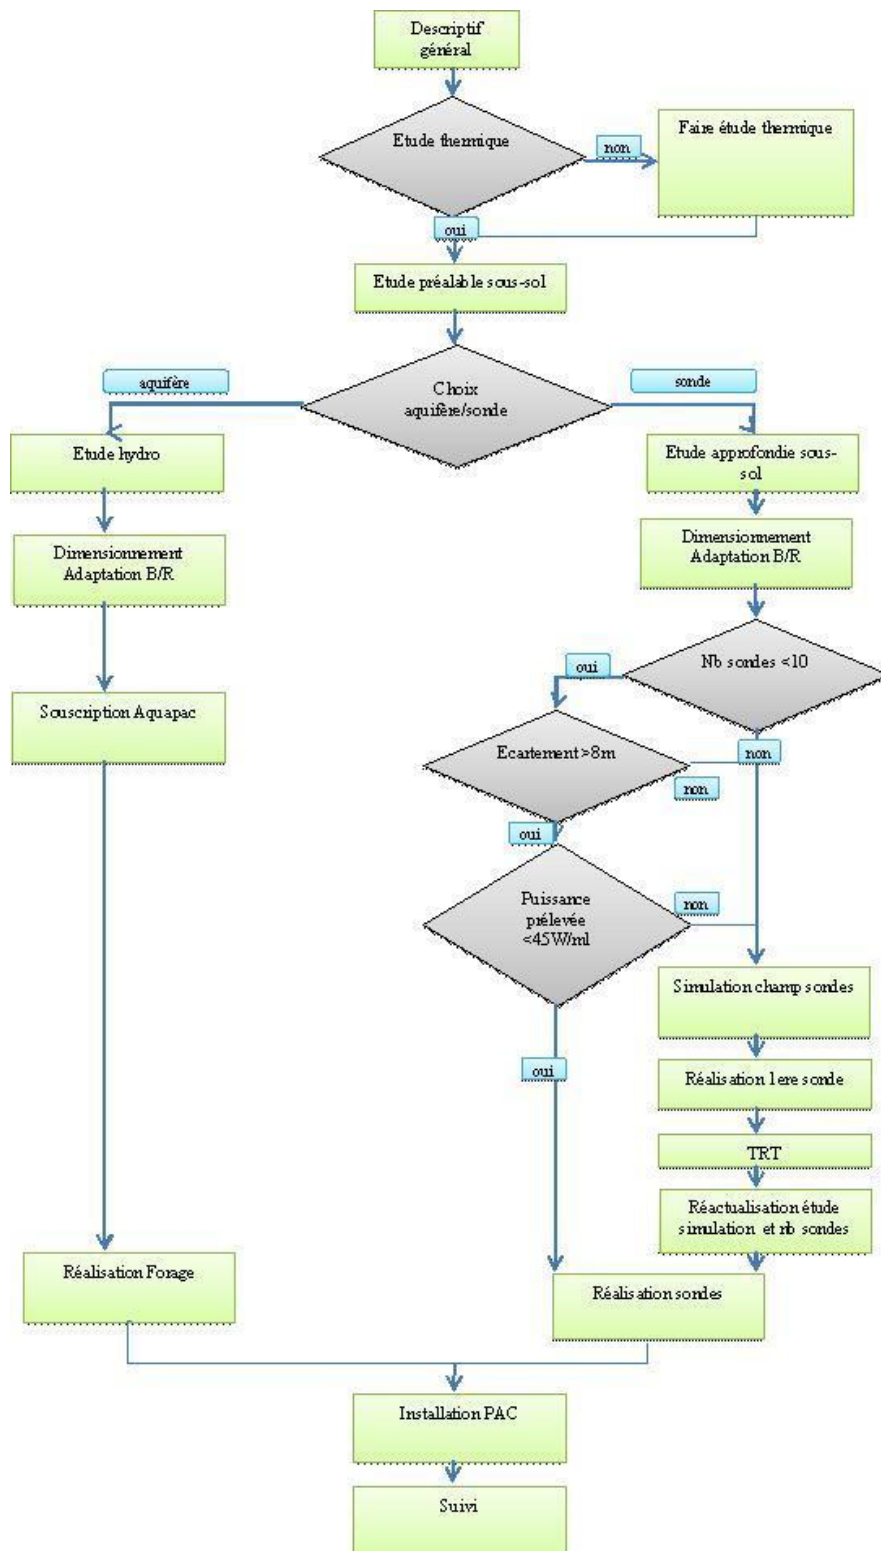 Descriptif
général
Etude thermique
non
Faire étude thermique
oui
Etude préalable sous-sol
aquifère
Choix
aquifère/sonde
sonde
Etude hydro
Etude approfondie sous-
sol
Dimensionnement
Adaptation B/R
Dimensionnement
Adaptation B/R
Nb sondes <10
oui
Souscription Aquapac
Ecartement >8m
non
non
oui
Puissance
prélevée
<45W/ml
non
Simulation champ sondes
oui
Réalisation 1ere sonde
TRT
Réactualisation étude
simulation et nb sondes
Réalisation Forage
Réalisation sondes
Installation PAC
Suivi